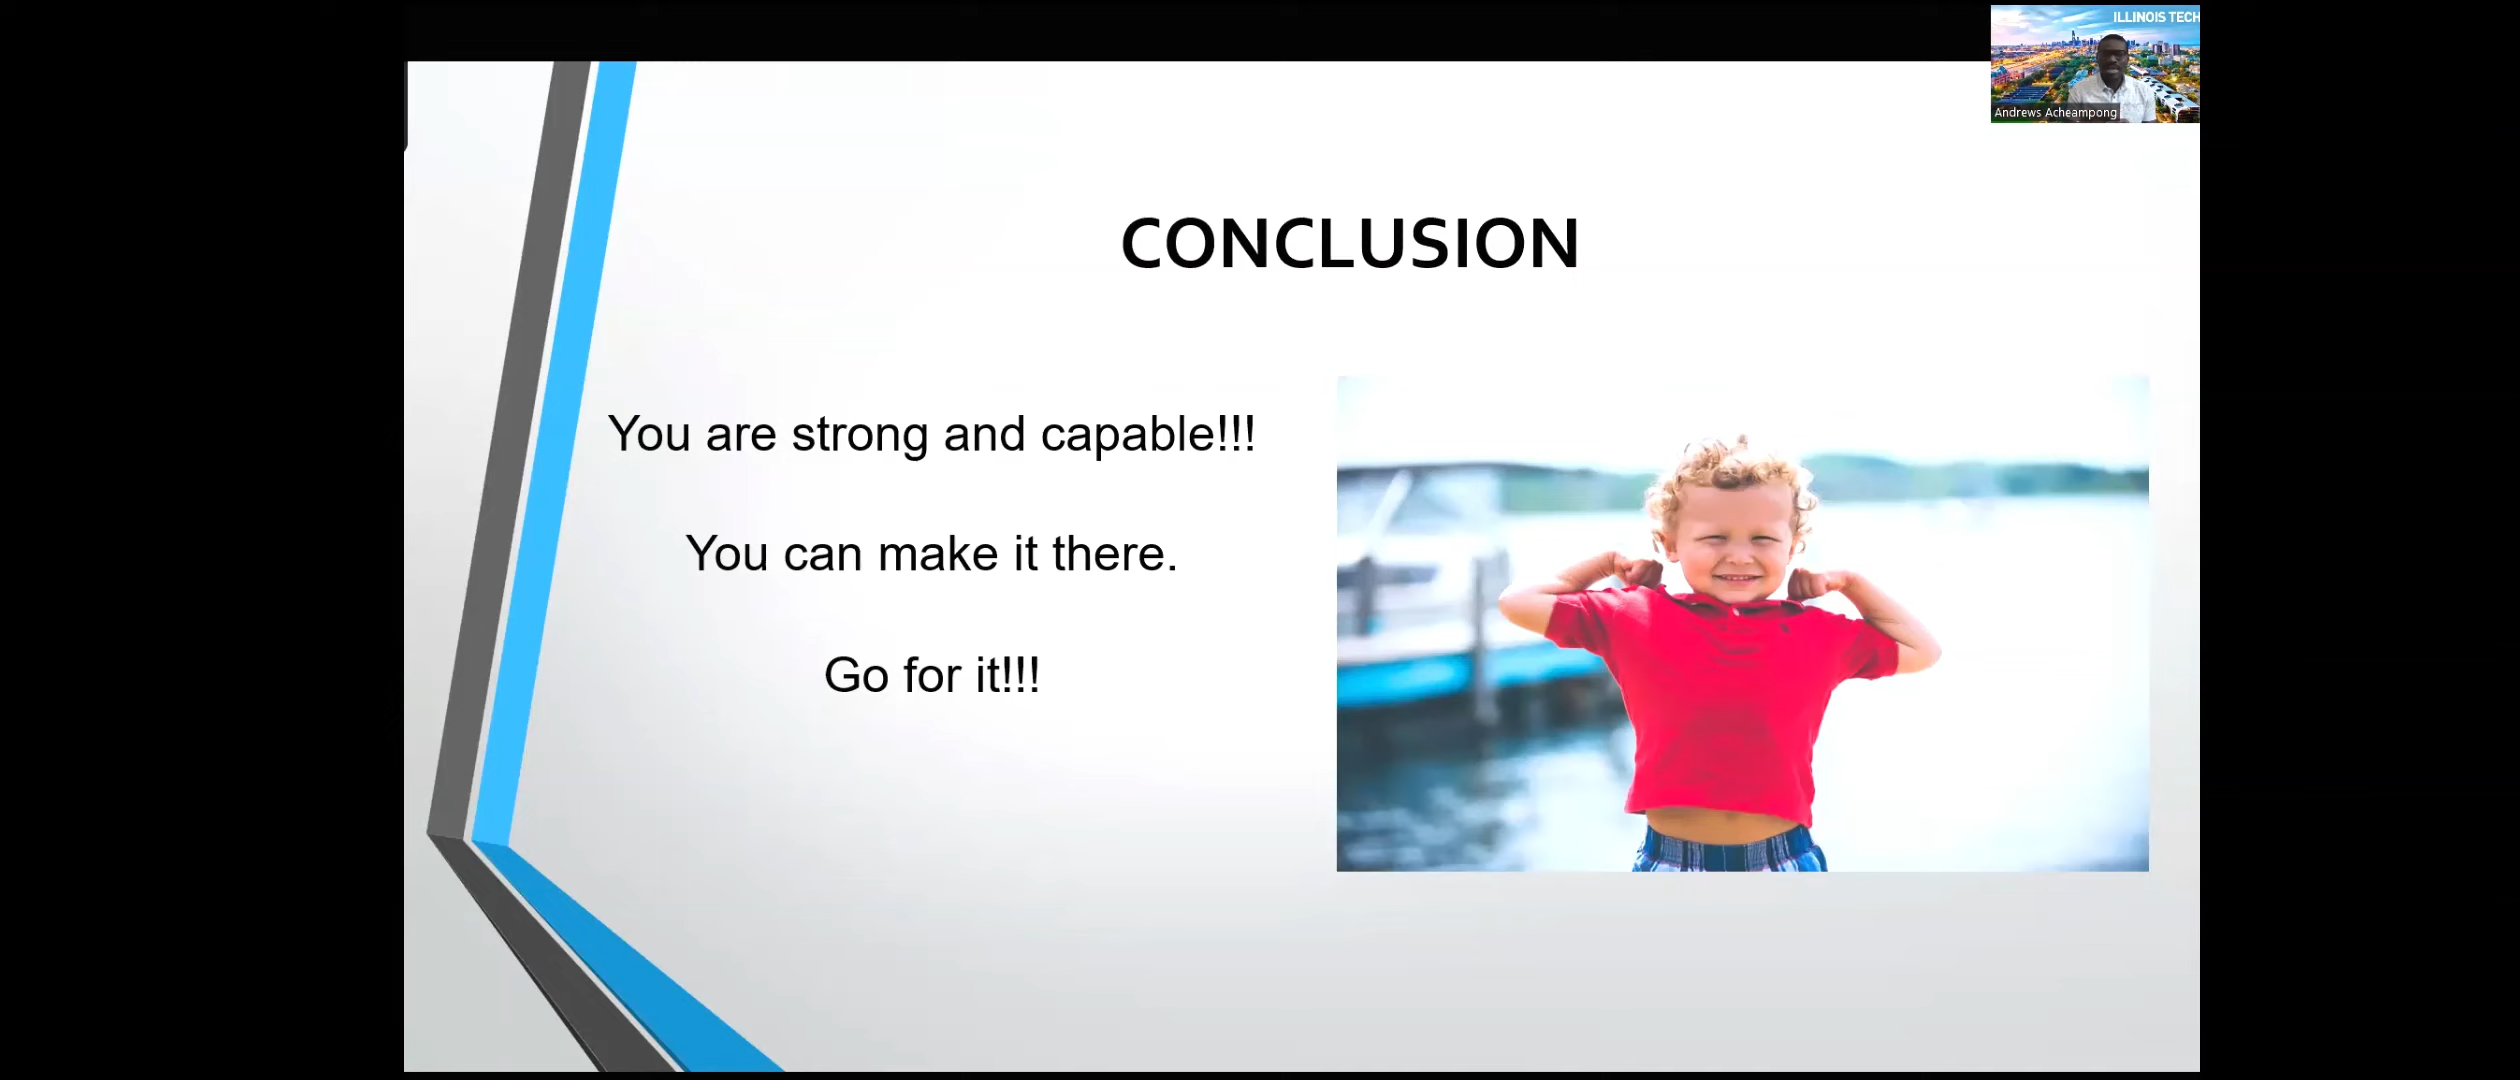 ILLINOIS TECH
Andrews Acheampong
CONCLUSION
You are strong and capable!!!
You can make it there.
Go for it!!!